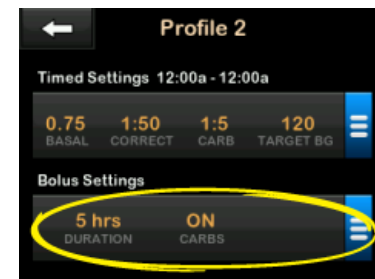 Profile 2
Timed Settings 12:00a - 12:00a
0.75 1:50 1:5 120
BASAL CORRECT CARB TARGET BG
Bolus Settings
5 hrs ON
DURATION CARBS